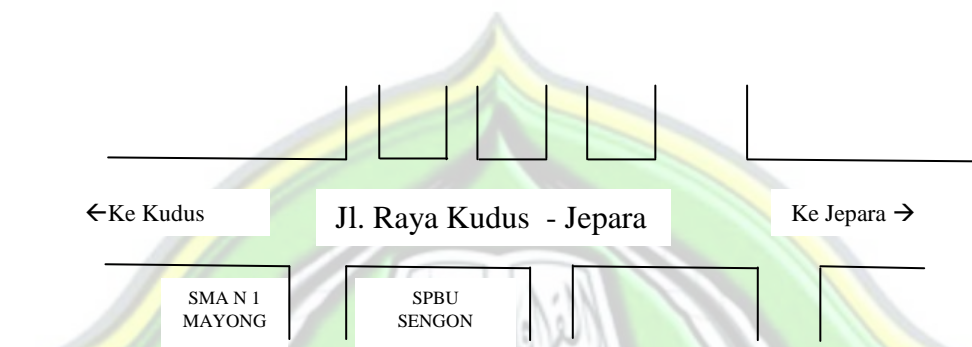 ←Ke Kudus
Jl. Raya Kudus - Jepara
Ke Jepara →
SMA N 1
MAYONG
SPBU
SENGON